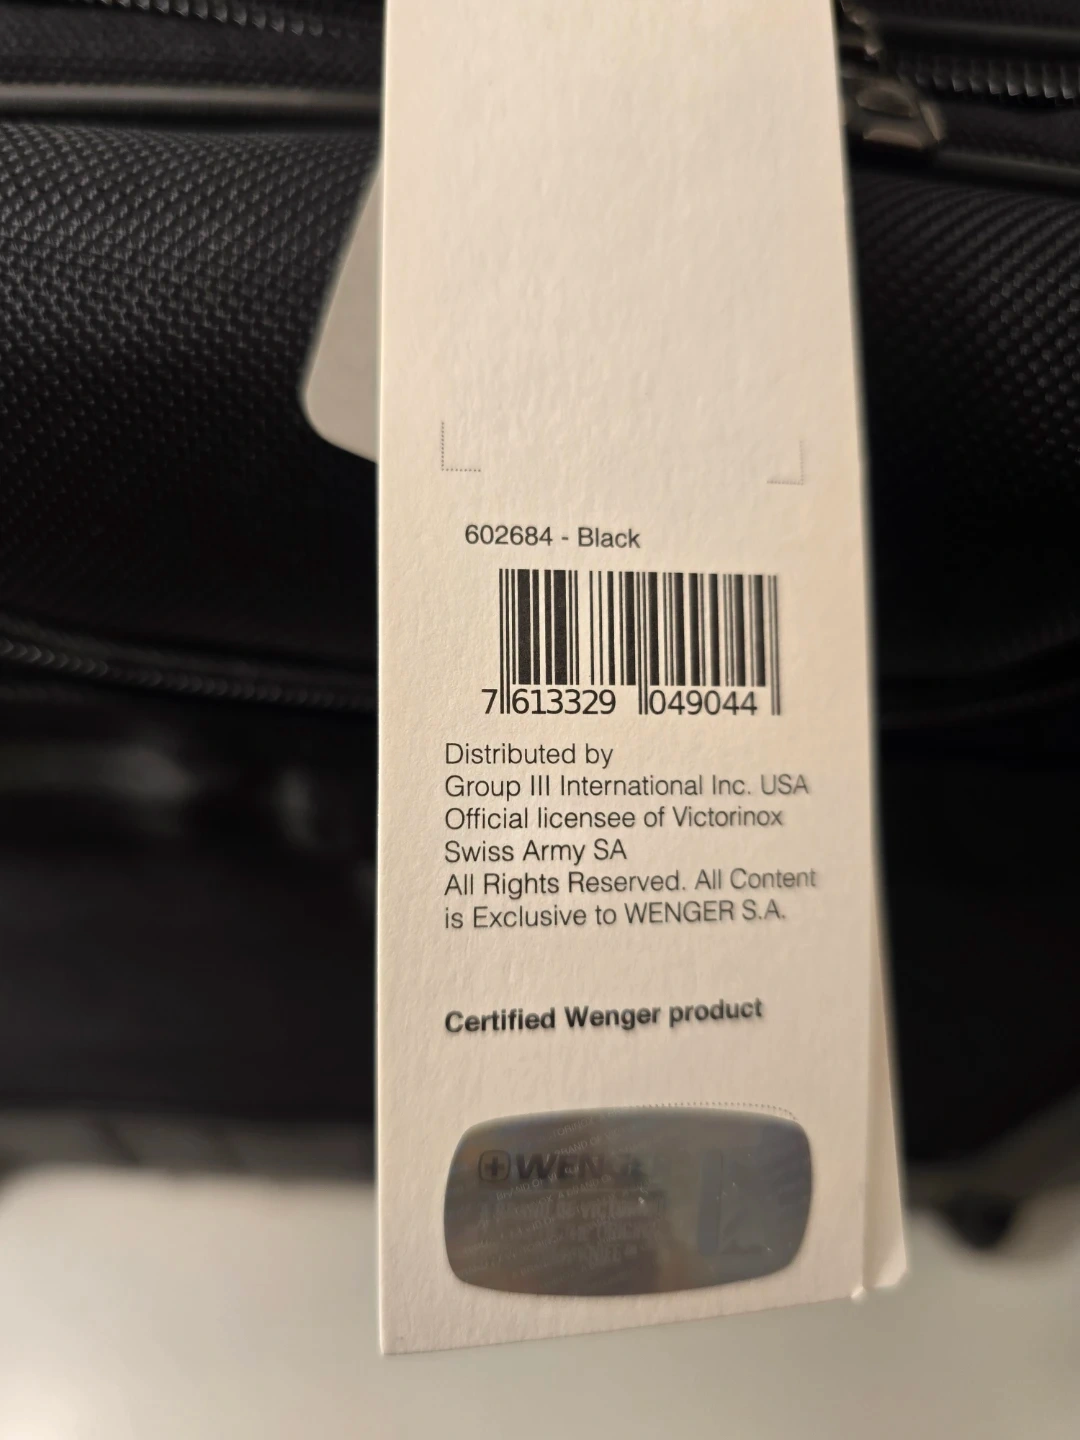 602684 - Black
7 613329 049044
Distributed by
Group III International Inc. USA
Official licensee of Victorinox
Swiss Army SA
All Rights Reserved. All Content
is Exclusive to WENGER S.A.
Certified Wenger product
WENGE